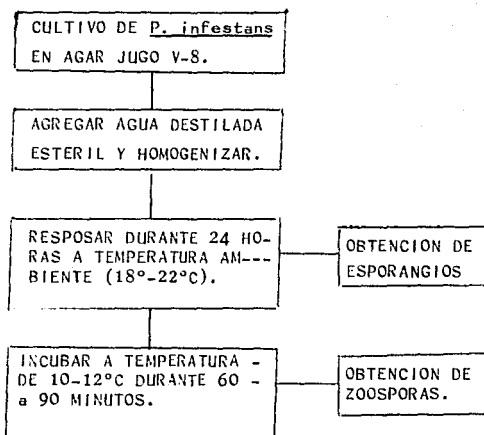 CULTIVO DE P. infestans
EN AGAR JUGO V-8.
AGREGAR AGUA DESTILADA
ESTERIL Y HOMOGENIZAR.
RESPOSAR DURANTE 24 HO-
RAS A TEMPERATURA AM---
BIENTE (18°-22°C).
OBTENCION DE
ESPORANGIOS
INCUBAR A TEMPERATURA -
DE 10-12°C DURANTE 60 -
a 90 MINUTOS.
OBTENCION DE
ZOOSPORAS.